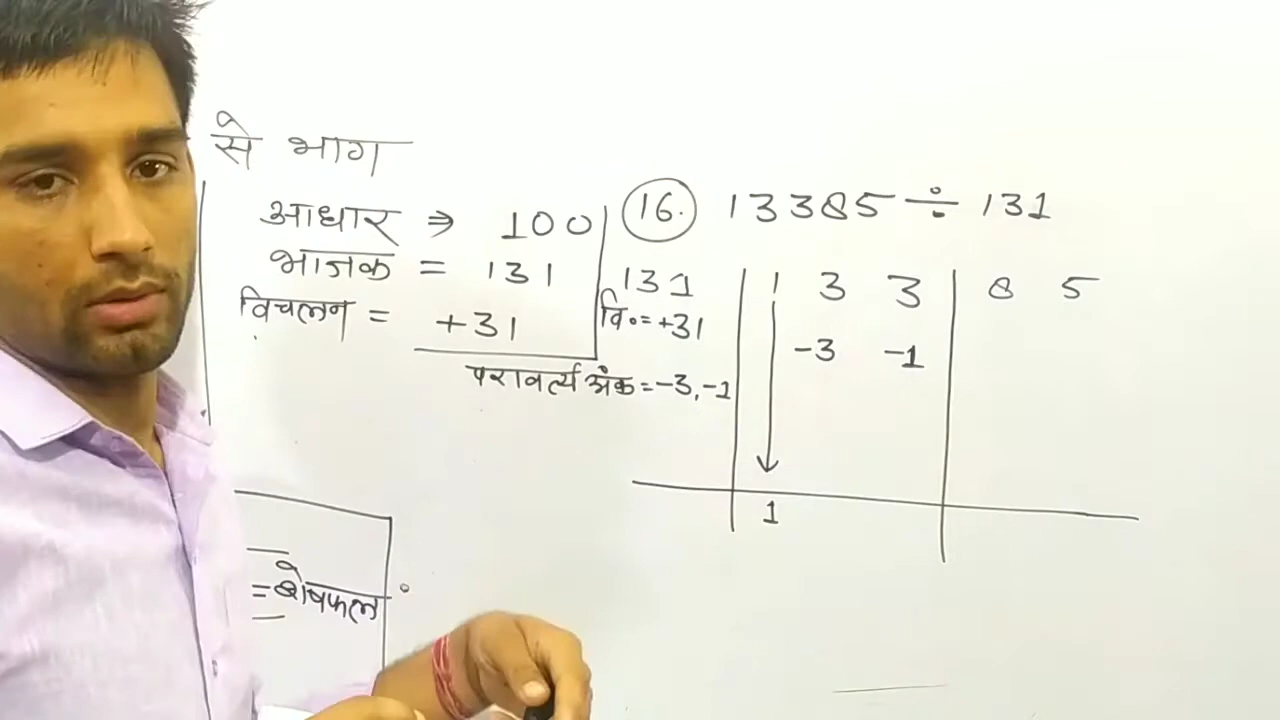 से भाग
आधार ⇒ 100
भाजक = 131
विचलन = +31
16. 13385 ÷ 131
131 1 3 3 8 5
वि० = +31
-3 -1
परावर्त्य अंक = -3, -1
1
= शेषफल